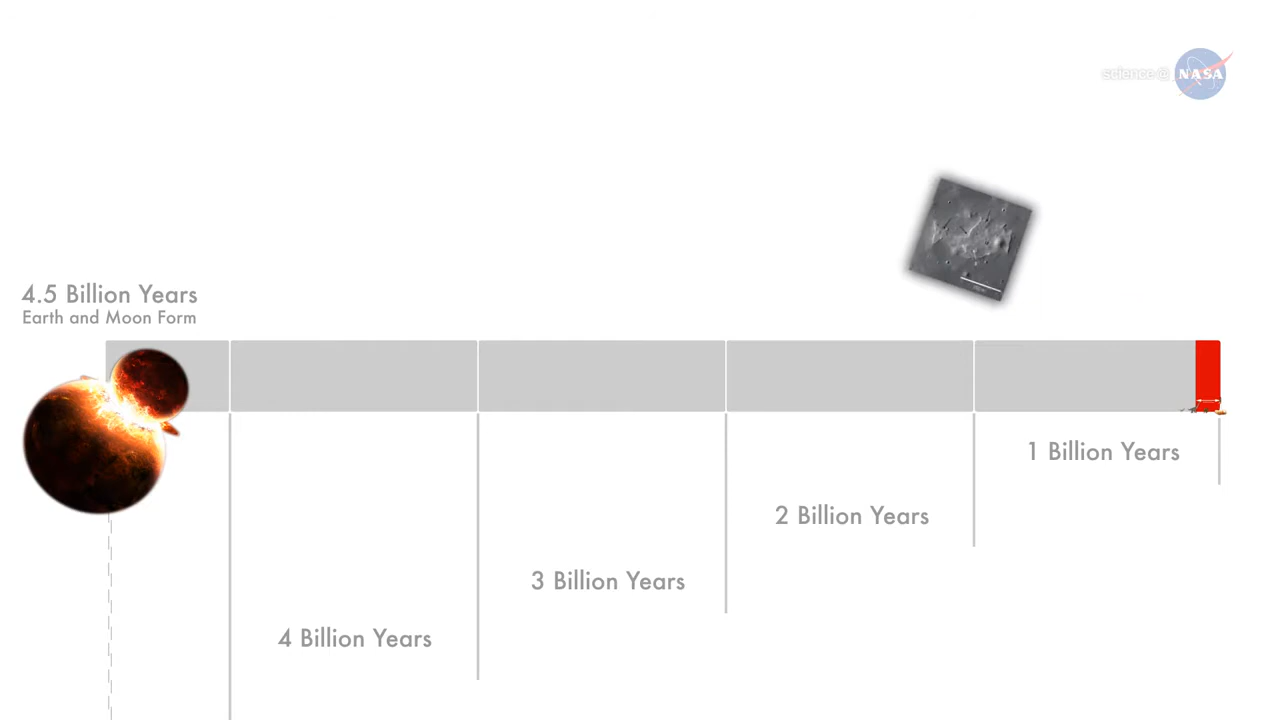 science@ NASA
4.5 Billion Years
Earth and Moon Form
1 Billion Years
2 Billion Years
3 Billion Years
4 Billion Years